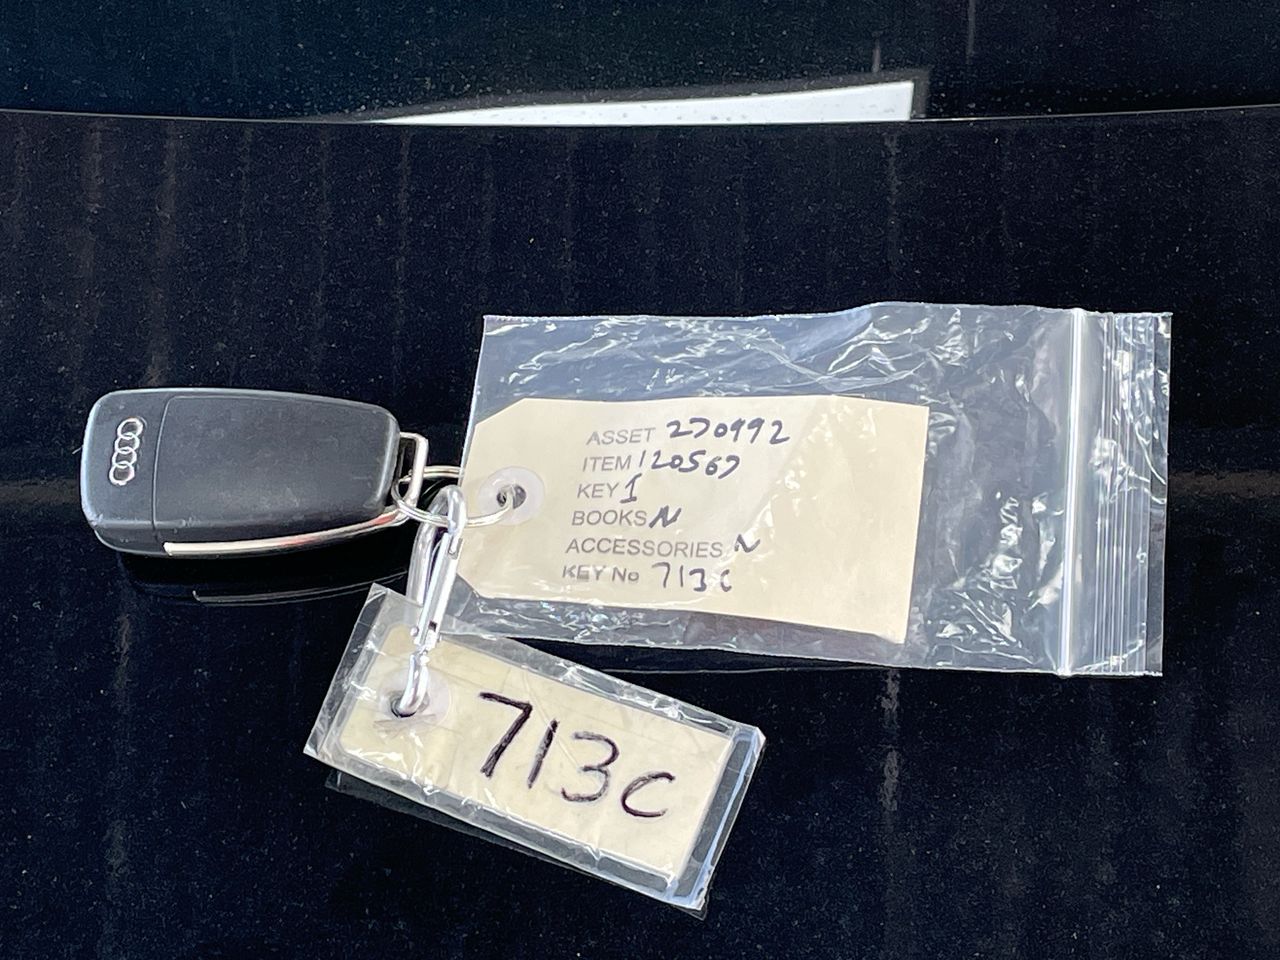 ASSET 270992
ITEM 120567
KEY 1
BOOKS N
ACCESSORIES N
KEY No 713C
713C